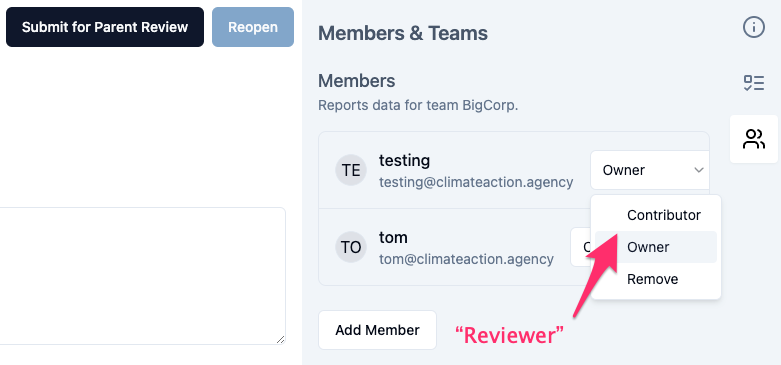 Submit for Parent Review
Reopen
Members & Teams
Members
Reports data for team BigCorp.
TE
testing
testing@climateaction.agency
Owner
Contributor
Owner
Remove
TO
tom
tom@climateaction.agency
Add Member
“Reviewer”